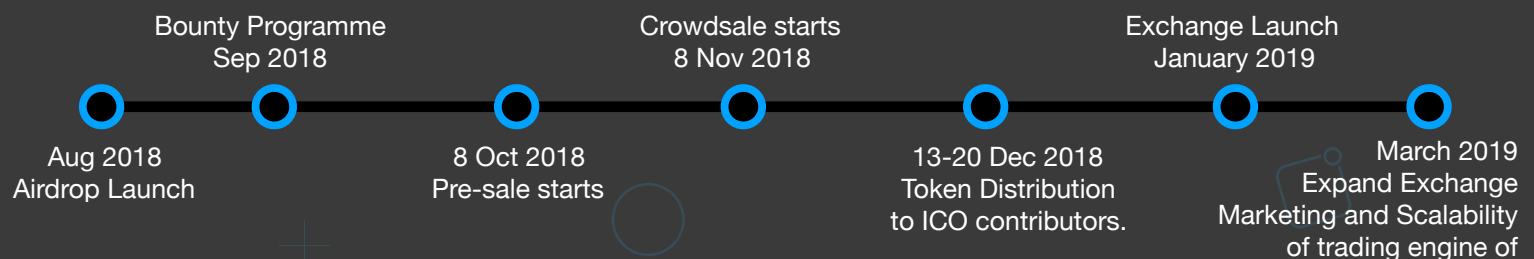 Aug 2018
Airdrop Launch
Bounty Programme
Sep 2018
8 Oct 2018
Pre-sale starts
Crowdsale starts
8 Nov 2018
13-20 Dec 2018
Token Distribution
to ICO contributors.
Exchange Launch
January 2019
March 2019
Expand Exchange
Marketing and Scalability
of trading engine of